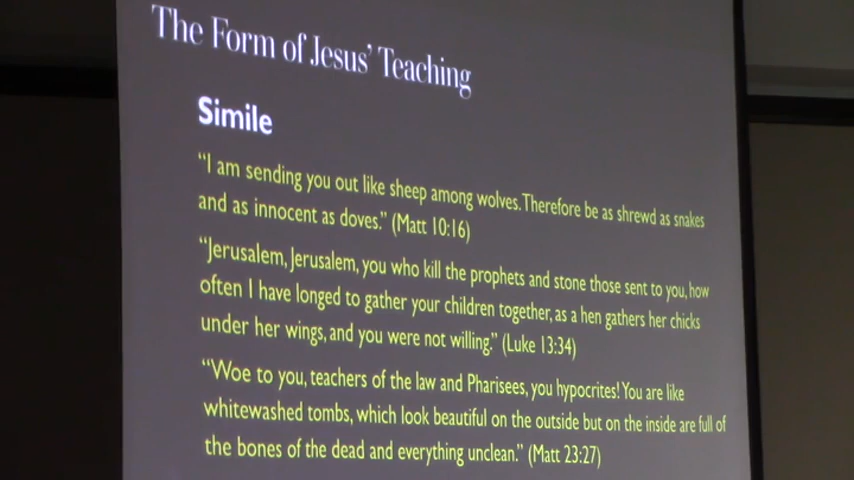 The Form of Jesus' Teaching
Simile
“I am sending you out like sheep among wolves. Therefore be as shrewd as snakes
and as innocent as doves.” (Matt 10:16)
“Jerusalem, Jerusalem, you who kill the prophets and stone those sent to you, how
often I have longed to gather your children together, as a hen gathers her chicks
under her wings, and you were not willing.” (Luke 13:34)
“Woe to you, teachers of the law and Pharisees, you hypocrites! You are like
whitewashed tombs, which look beautiful on the outside but on the inside are full of
the bones of the dead and everything unclean.” (Matt 23:27)